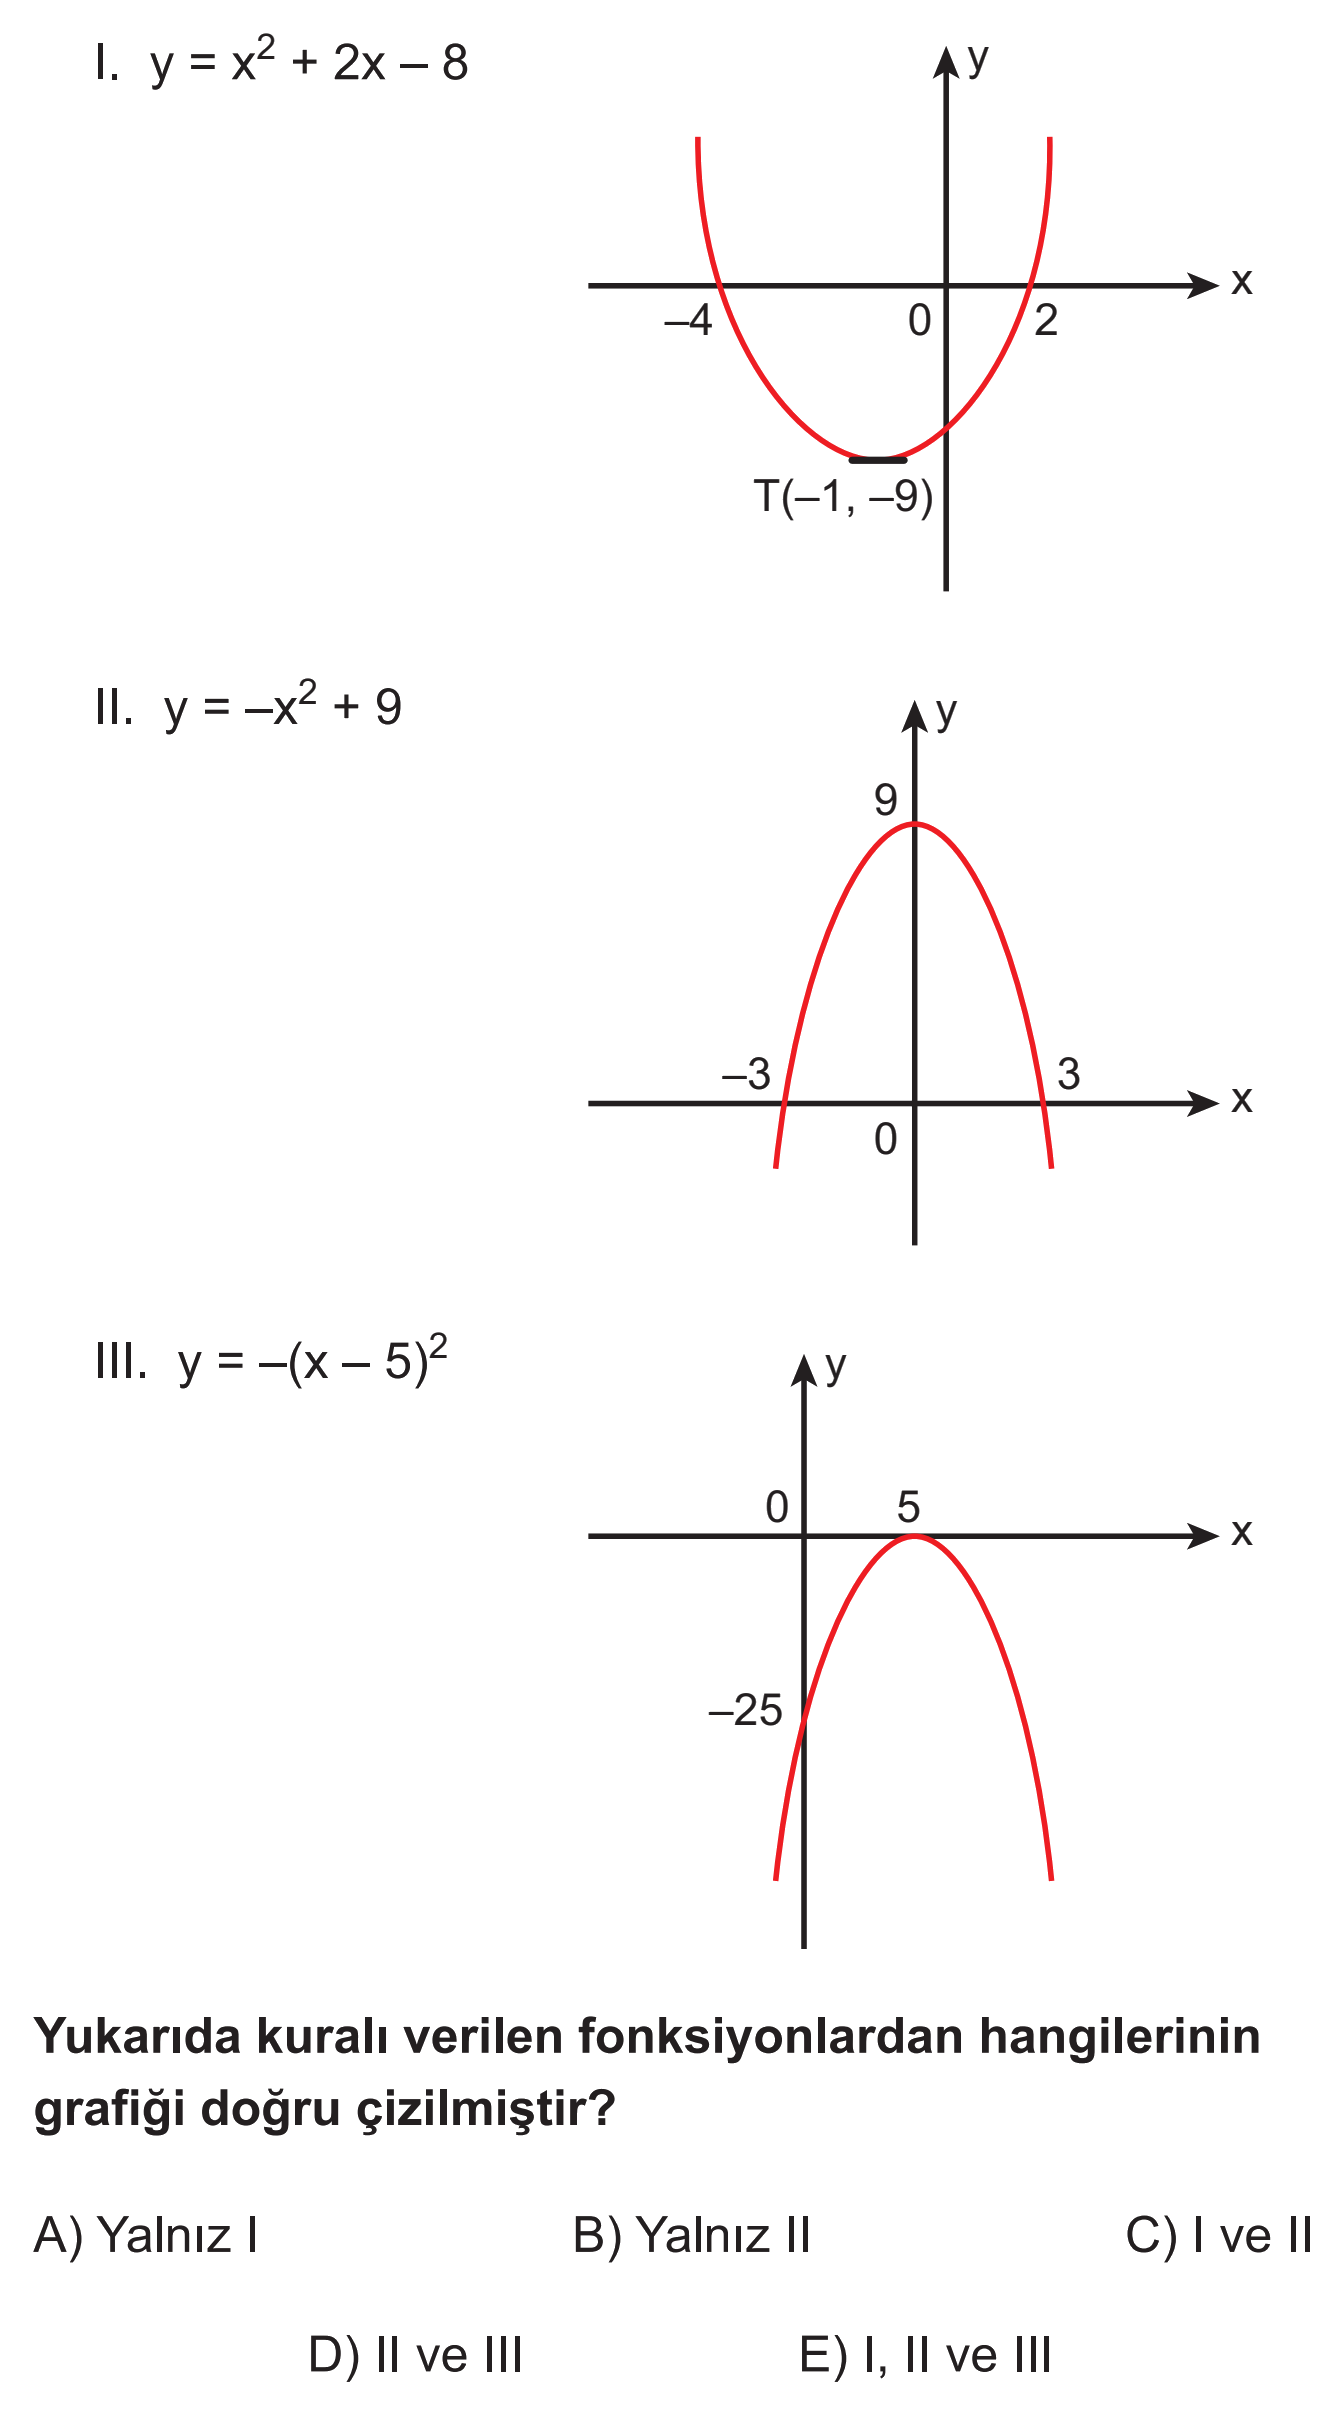 I. y = x² + 2x – 8
y
x
–4
0
2
T(–1, –9)
II. y = –x² + 9
y
9
–3
3
x
0
III. y = –(x – 5)²
y
0
5
x
–25
Yukarıda kuralı verilen fonksiyonlardan hangilerinin
grafiği doğru çizilmiştir?
A) Yalnız I
B) Yalnız II
C) I ve II
D) II ve III
E) I, II ve III